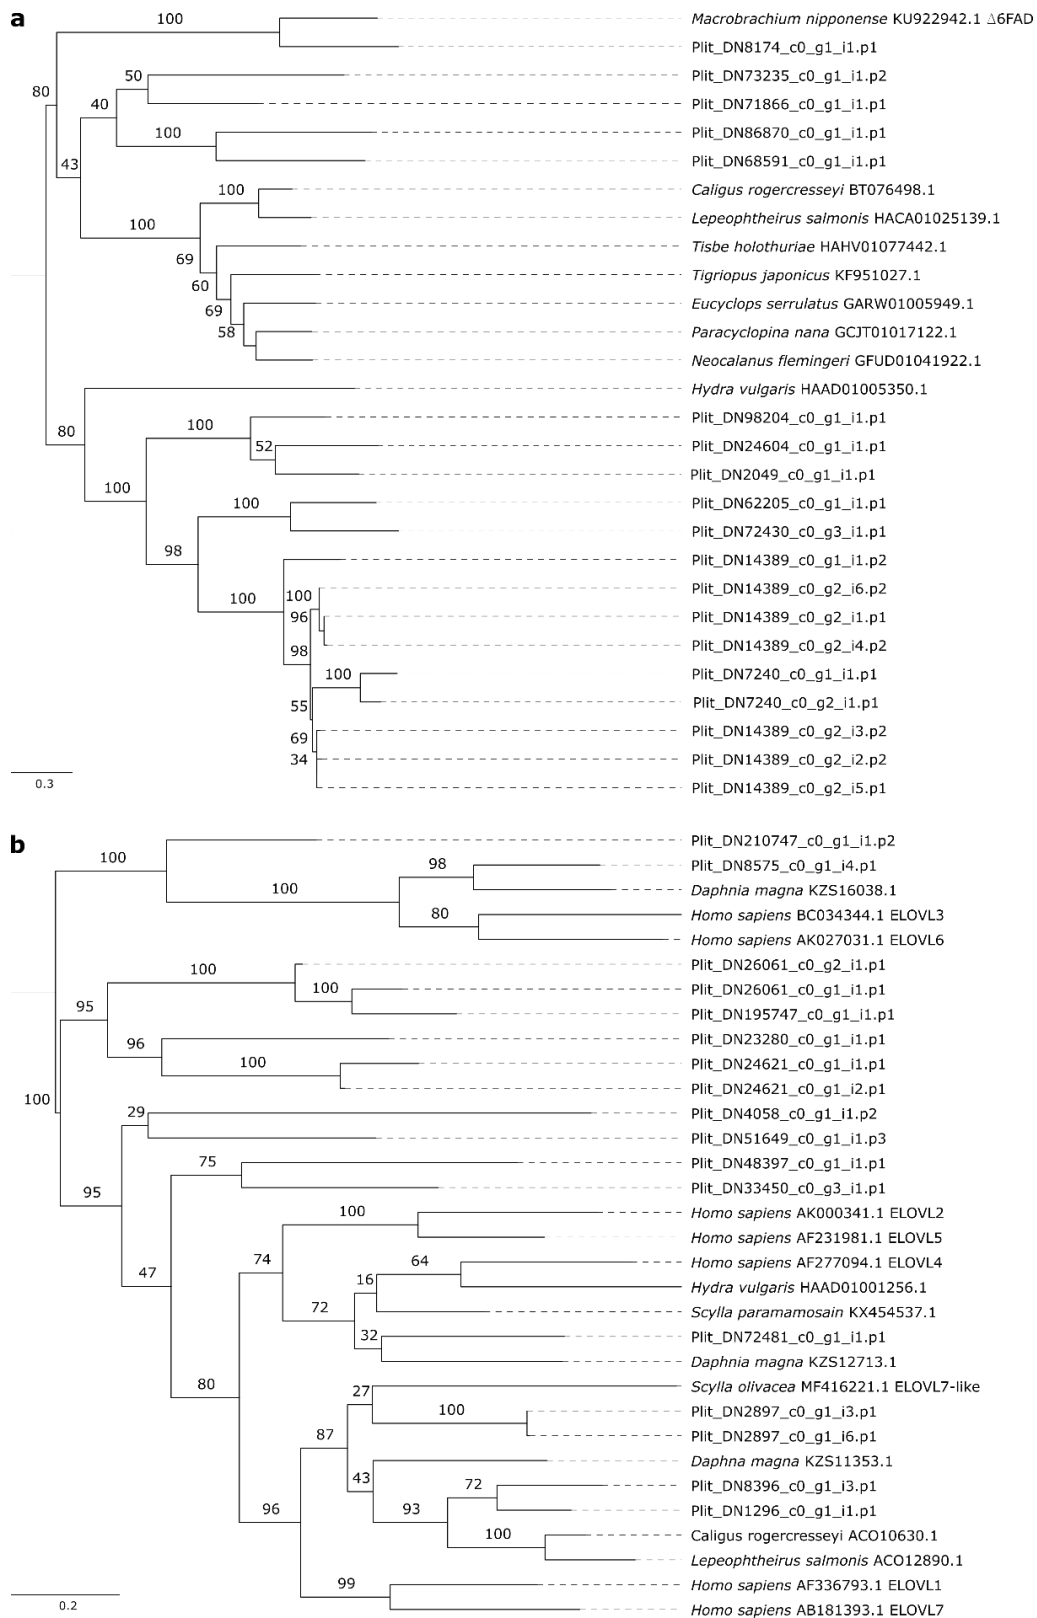 a
100
Macrobrachium nipponense KU922942.1 Δ6FAD
Plit_DN8174_c0_g1_i1.p1
50
Plit_DN73235_c0_g1_i1.p2
80
40
Plit_DN71866_c0_g1_i1.p1
100
Plit_DN86870_c0_g1_i1.p1
43
Plit_DN68591_c0_g1_i1.p1
100
Caligus rogercresseyi BT076498.1
100
Lepeophtheirus salmonis HACA01025139.1
69
Tisbe holothuriae HAHV01077442.1
60
Tigriopus japonicus KF951027.1
69
Eucyclops serrulatus GARW01005949.1
58
Paracyclopina nana GCJT01017122.1
Neocalanus flemingeri GFUD01041922.1
Hydra vulgaris HAAD01005350.1
80
100
Plit_DN98204_c0_g1_i1.p1
52
Plit_DN24604_c0_g1_i1.p1
100
Plit_DN2049_c0_g1_i1.p1
100
Plit_DN62205_c0_g1_i1.p1
Plit_DN72430_c0_g3_i1.p1
98
Plit_DN14389_c0_g1_i1.p2
100
100
Plit_DN14389_c0_g2_i6.p2
96
Plit_DN14389_c0_g2_i1.p1
98
Plit_DN14389_c0_g2_i4.p2
100
Plit_DN7240_c0_g1_i1.p1
55
Plit_DN7240_c0_g2_i1.p1
69
Plit_DN14389_c0_g2_i3.p2
34
Plit_DN14389_c0_g2_i2.p2
Plit_DN14389_c0_g2_i5.p1
0.3
b
Plit_DN210747_c0_g1_i1.p2
100
98
Plit_DN8575_c0_g1_i4.p1
100
Daphnia magna KZS16038.1
80
Homo sapiens BC034344.1 ELOVL3
Homo sapiens AK027031.1 ELOVL6
100
Plit_DN26061_c0_g2_i1.p1
100
Plit_DN26061_c0_g1_i1.p1
95
Plit_DN195747_c0_g1_i1.p1
96
Plit_DN23280_c0_g1_i1.p1
100
Plit_DN24621_c0_g1_i1.p1
Plit_DN24621_c0_g1_i2.p1
100
29
Plit_DN4058_c0_g1_i1.p2
Plit_DN51649_c0_g1_i1.p3
75
Plit_DN48397_c0_g1_i1.p1
95
Plit_DN33450_c0_g3_i1.p1
100
Homo sapiens AK000341.1 ELOVL2
Homo sapiens AF231981.1 ELOVL5
74
64
Homo sapiens AF277094.1 ELOVL4
47
16
Hydra vulgaris HAAD01001256.1
72
Scylla paramamosain KX454537.1
32
Plit_DN72481_c0_g1_i1.p1
Daphnia magna KZS12713.1
80
27
Scylla olivacea MF416221.1 ELOVL7-like
100
Plit_DN2897_c0_g1_i3.p1
87
Plit_DN2897_c0_g1_i6.p1
Daphna magna KZS11353.1
43
72
Plit_DN8396_c0_g1_i3.p1
96
93
Plit_DN1296_c0_g1_i1.p1
100
Caligus rogercresseyi ACO10630.1
Lepeophtheirus salmonis ACO12890.1
99
Homo sapiens AF336793.1 ELOVL1
0.2
Homo sapiens AB181393.1 ELOVL7